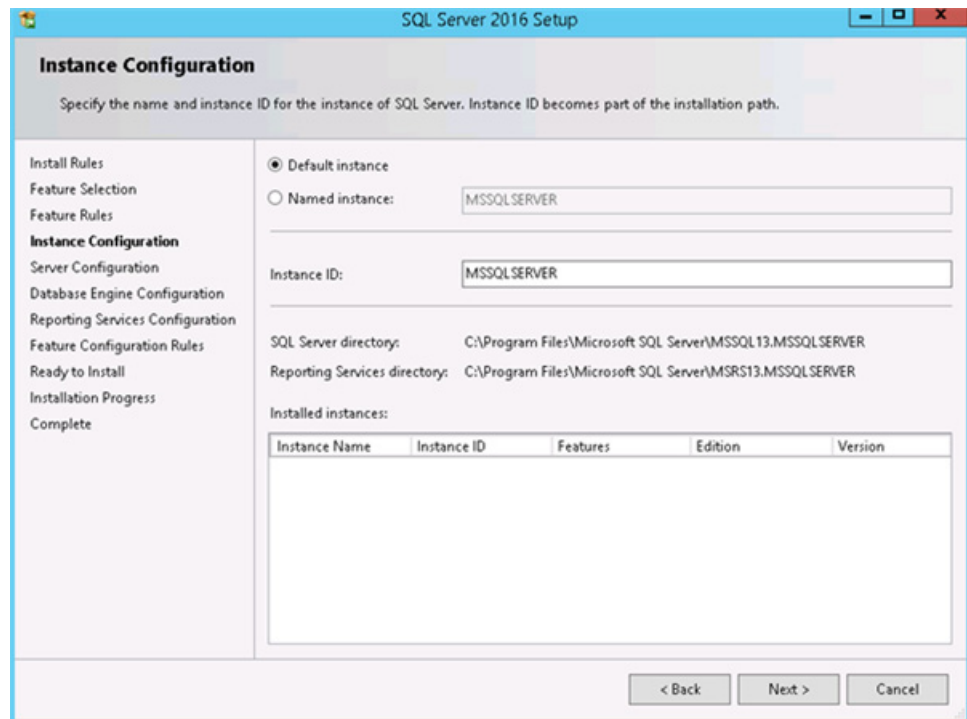 SQL Server 2016 Setup
Instance Configuration
Specify the name and instance ID for the instance of SQL Server. Instance ID becomes part of the installation path.
Install Rules
Feature Selection
Feature Rules
Instance Configuration
Server Configuration
Database Engine Configuration
Reporting Services Configuration
Feature Configuration Rules
Ready to Install
Installation Progress
Complete
Default instance
Named instance: MSSQLSERVER
Instance ID: MSSQLSERVER
SQL Server directory: C:\Program Files\Microsoft SQL Server\MSSQL13.MSSQLSERVER
Reporting Services directory: C:\Program Files\Microsoft SQL Server\MSRS13.MSSQLSERVER
Installed instances:
Instance Name Instance ID Features Edition Version
< Back Next > Cancel